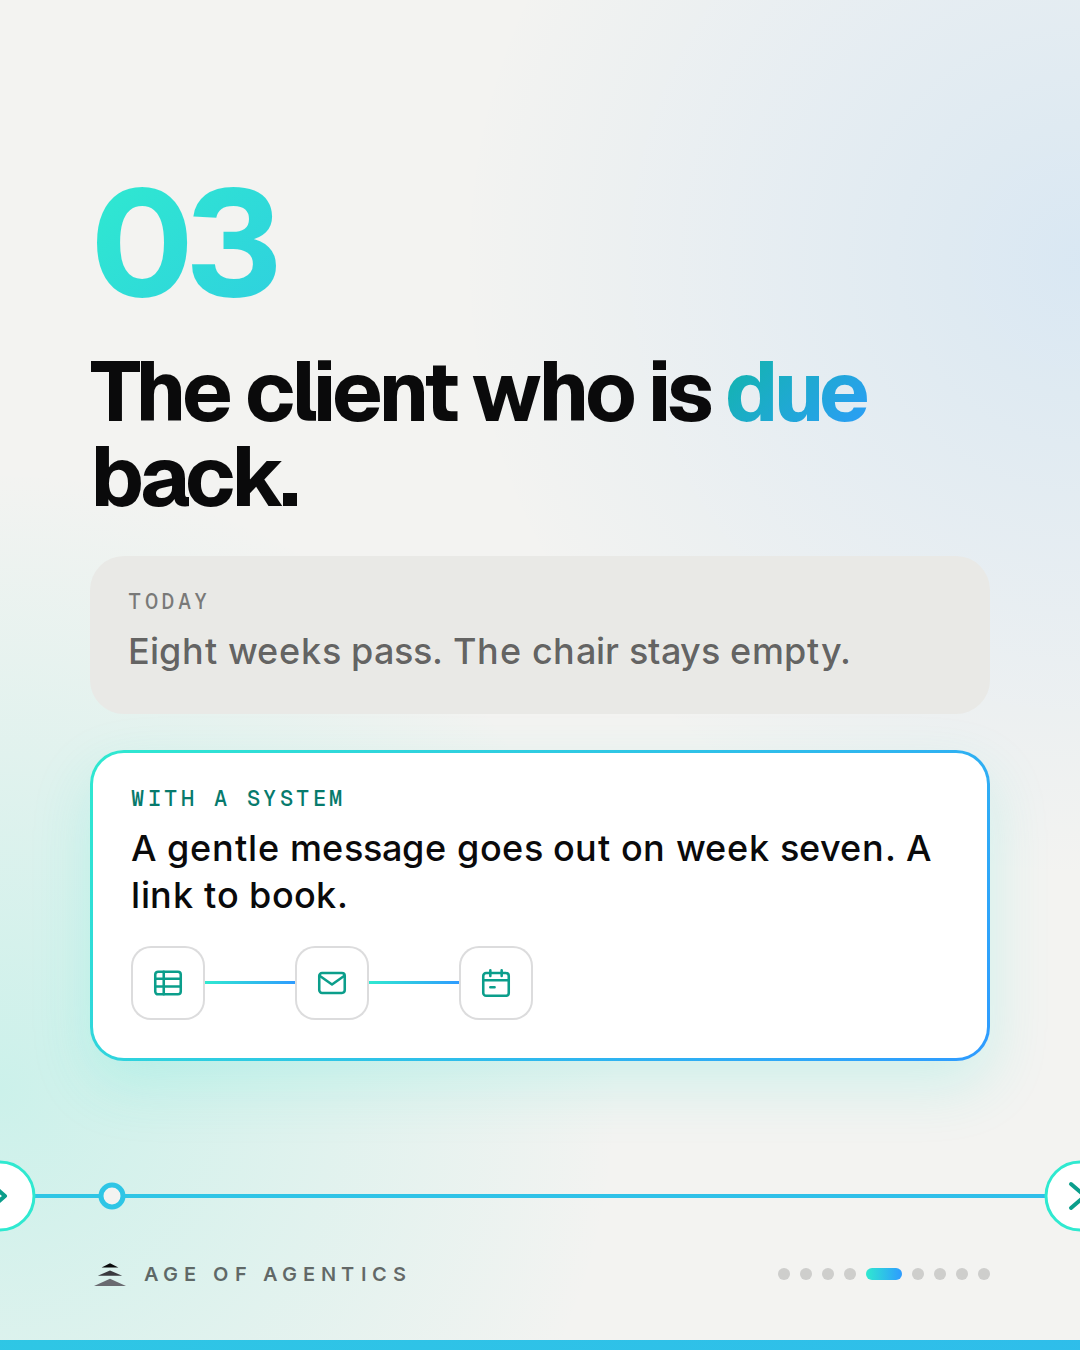 03
The client who is due
back.
TODAY
Eight weeks pass. The chair stays empty.
WITH A SYSTEM
A gentle message goes out on week seven. A
link to book.
AGE OF AGENTICS